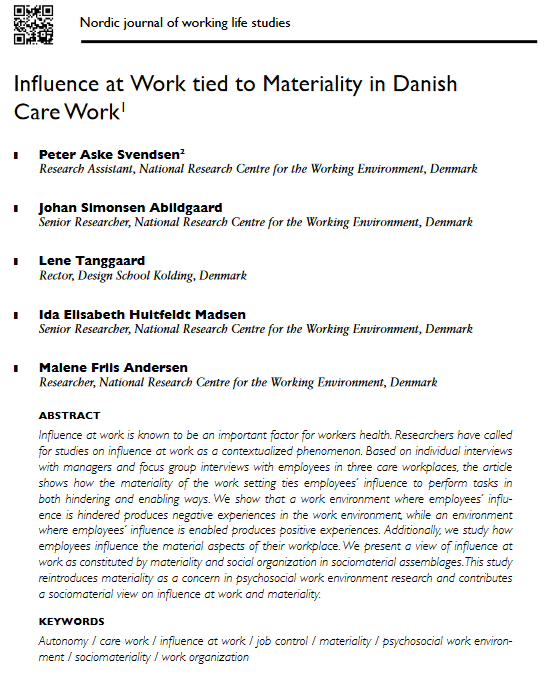 Nordic journal of working life studies
Influence at Work tied to Materiality in Danish
Care Work1
Peter Aske Svendsen2
Research Assistant, National Research Centre for the Working Environment, Denmark
Johan Simonsen Abildgaard
Senior Researcher, National Research Centre for the Working Environment, Denmark
Lene Tanggaard
Rector, Design School Kolding, Denmark
Ida Elisabeth Huitfeldt Madsen
Senior Researcher, National Research Centre for the Working Environment, Denmark
Malene Friis Andersen
Researcher, National Research Centre for the Working Environment, Denmark
ABSTRACT
Influence at work is known to be an important factor for workers health. Researchers have called
for studies on influence at work as a contextualized phenomenon. Based on individual interviews
with managers and focus group interviews with employees in three care workplaces, the article
shows how the materiality of the work setting ties employees' influence to perform tasks in
both hindering and enabling ways. We show that a work environment where employees' influ-
ence is hindered produces negative experiences in the work environment, while an environment
where employees' influence is enabled produces positive experiences. Additionally, we study how
employees influence the material aspects of their workplace. We present a view of influence at
work as constituted by materiality and social organization in sociomaterial assemblages. This study
reintroduces materiality as a concern in psychosocial work environment research and contributes
a sociomaterial view on influence at work and materiality.
KEYWORDS
Autonomy / care work / influence at work / job control / materiality / psychosocial work environ-
ment / sociomateriality / work organization